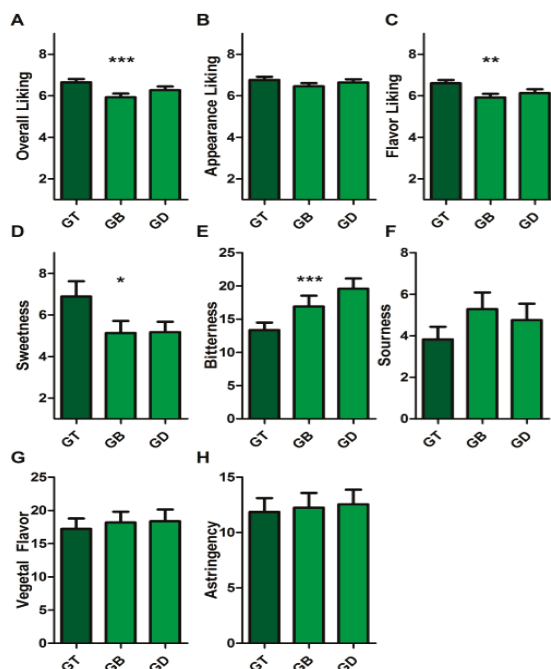 A
Overall Liking
8
6
4
2
***
GT
GB
GD
B
Appearance Liking
8
6
4
2
GT
GB
GD
C
Flavor Liking
8
6
4
2
**
GT
GB
GD
D
Sweetness
8
6
4
2
*
GT
GB
GD
E
Bitterness
25
20
15
10
5
0
***
GT
GB
GD
F
Sourness
8
6
4
2
0
GT
GB
GD
G
Vegetal Flavor
25
20
15
10
5
0
GT
GB
GD
H
Astringency
15
10
5
0
GT
GB
GD